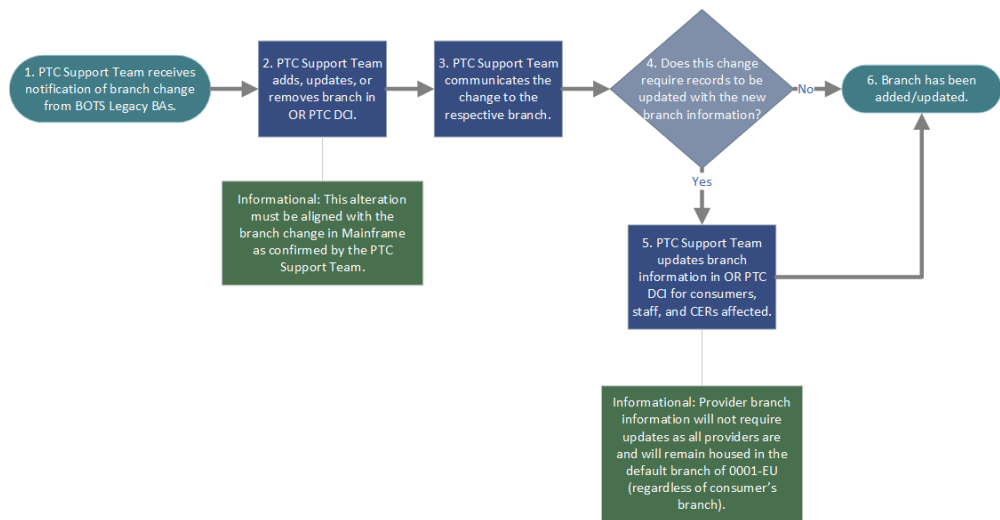 1. PTC Support Team receives
notification of branch change
from BOTS Legacy BAs.
2. PTC Support Team
adds, updates, or
removes branch in
OR PTC DCI.
3. PTC Support Team
communicates the
change to the
respective branch.
4. Does this change
require records to be
updated with the new
branch information?
No
6. Branch has been
added/updated.
Yes
Informational: This alteration
must be aligned with the
branch change in Mainframe
as confirmed by the PTC
Support Team.
5. PTC Support Team
updates branch
information in OR PTC
DCI for consumers,
staff, and CERs affected.
Informational: Provider branch
information will not require
updates as all providers are
and will remain housed in the
default branch of 0001-EU
(regardless of consumer’s
branch).